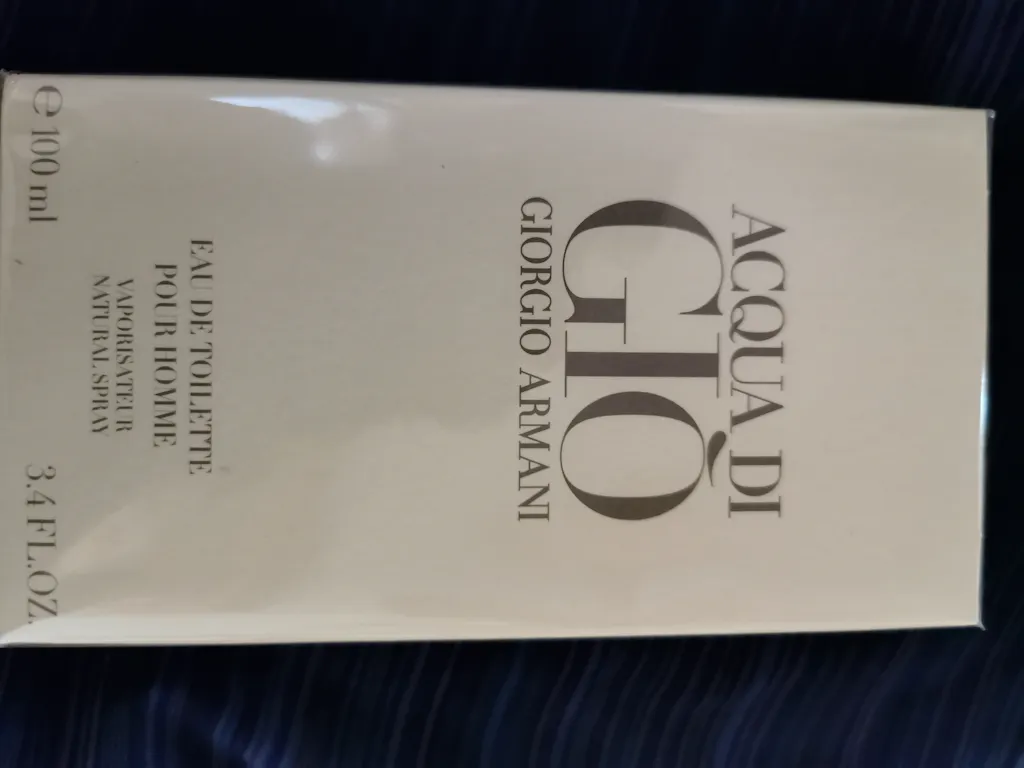 ACQUA DI
GIÒ
GIORGIO ARMANI
EAU DE TOILETTE
POUR HOMME
VAPORISATEUR
NATURAL SPRAY
℮ 100 ml
3.4 FL.OZ.